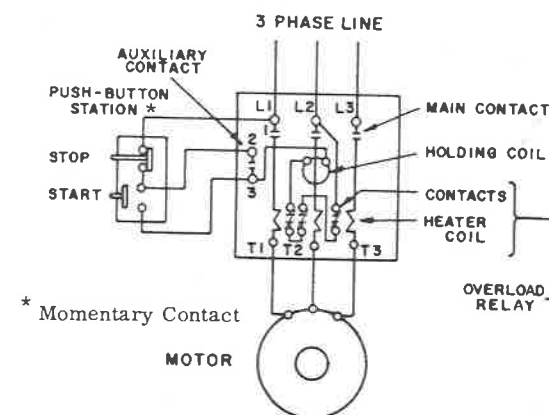 3 PHASE LINE
AUXILIARY
CONTACT
PUSH-BUTTON
STATION *
L1 L2 L3
MAIN CONTACT
1
2
STOP
HOLDING COIL
3
START
CONTACTS
HEATER
COIL
T1 T2 T3
OVERLOAD
RELAY
* Momentary Contact
MOTOR